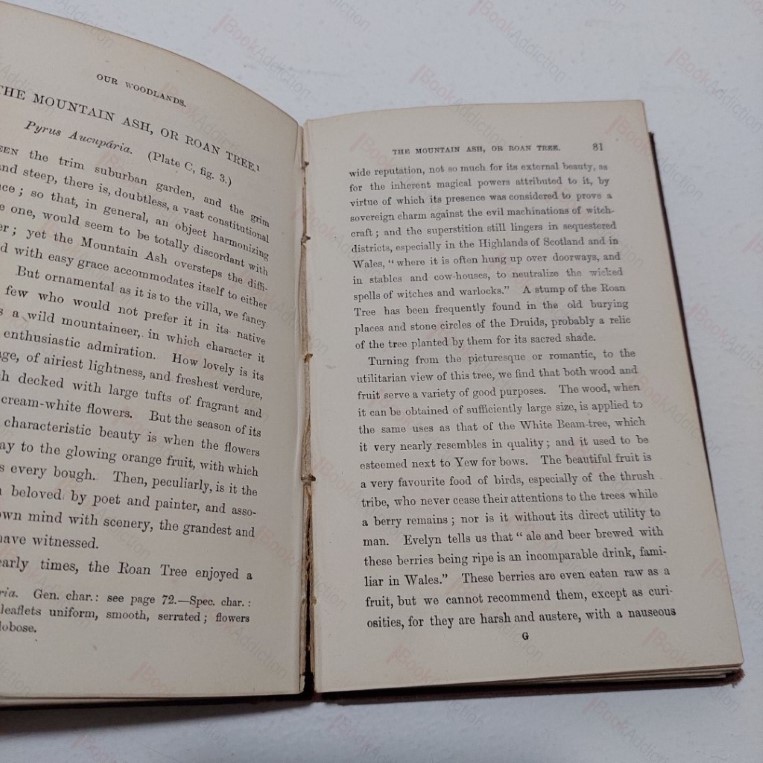 OUR WOODLANDS.
THE MOUNTAIN ASH, OR ROAN TREE.¹
Pyrus Aucupária. (Plate C, fig. 3.)
EEN the trim suburban garden, and the grim
nd steep, there is, doubtless, a vast constitutional
ce; so that, in general, an object harmonizing
e one, would seem to be totally discordant with
er; yet the Mountain Ash oversteps the diffi-
d with easy grace accommodates itself to either
But ornamental as it is to the villa, we fancy
few who would not prefer it in its native
s a wild mountaineer, in which character it
enthusiastic admiration. How lovely is its
ge, of airiest lightness, and freshest verdure,
h decked with large tufts of fragrant and
cream-white flowers. But the season of its
characteristic beauty is when the flowers
ay to the glowing orange fruit, with which
s every bough. Then, peculiarly, is it the
beloved by poet and painter, and asso-
own mind with scenery, the grandest and
have witnessed.
early times, the Roan Tree enjoyed a
ria. Gen. char.: see page 72.—Spec. char.:
leaflets uniform, smooth, serrated; flowers
lobose.
THE MOUNTAIN ASH, OR ROAN TREE. 81
wide reputation, not so much for its external beauty, as
for the inherent magical powers attributed to it, by
virtue of which its presence was considered to prove a
sovereign charm against the evil machinations of witch-
craft; and the superstition still lingers in sequestered
districts, especially in the Highlands of Scotland and in
Wales, "where it is often hung up over doorways, and
in stables and cow-houses, to neutralize the wicked
spells of witches and warlocks." A stump of the Roan
Tree has been frequently found in the old burying
places and stone circles of the Druids, probably a relic
of the tree planted by them for its sacred shade.
Turning from the picturesque or romantic, to the
utilitarian view of this tree, we find that both wood and
fruit serve a variety of good purposes. The wood, when
it can be obtained of sufficiently large size, is applied to
the same uses as that of the White Beam-tree, which
it very nearly resembles in quality; and it used to be
esteemed next to Yew for bows. The beautiful fruit is
a very favourite food of birds, especially of the thrush
tribe, who never cease their attentions to the trees while
a berry remains; nor is it without its direct utility to
man. Evelyn tells us that "ale and beer brewed with
these berries being ripe is an incomparable drink, fami-
liar in Wales." These berries are even eaten raw as a
fruit, but we cannot recommend them, except as curi-
osities, for they are harsh and austere, with a nauseous
G
BookAddiction